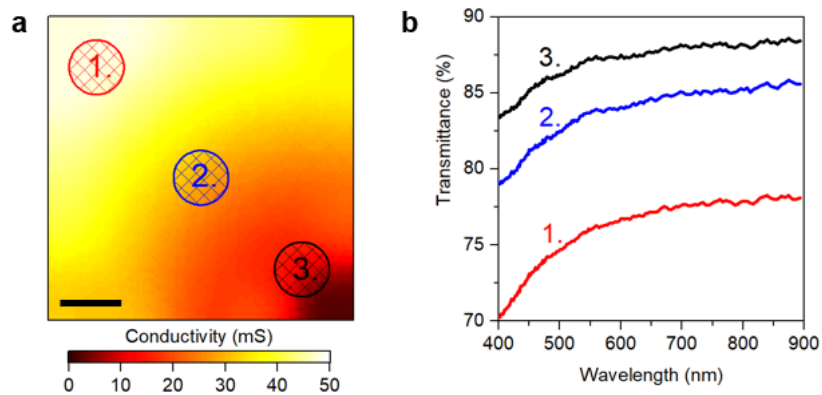 a
1.
2.
3.
Conductivity (mS)
0 10 20 30 40 50
b
Transmittance (%)
90
85
80
75
70
3.
2.
1.
400 500 600 700 800 900
Wavelength (nm)